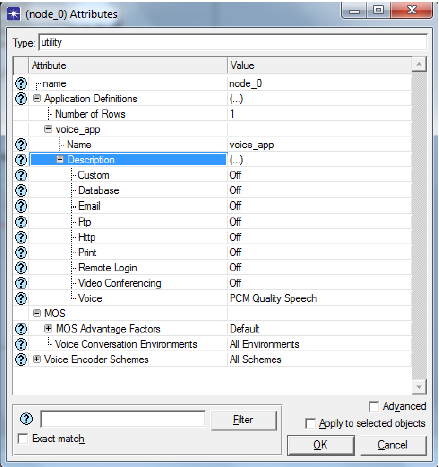 (node_0) Attributes
Type: utility
Attribute Value
name node_0
Application Definitions (...)
Number of Rows 1
voice_app
Name voice_app
Description (...)
Custom Off
Database Off
Email Off
Ftp Off
Http Off
Print Off
Remote Login Off
Video Conferencing Off
Voice PCM Quality Speech
MOS
MOS Advantage Factors Default
Voice Conversation Environments All Environments
Voice Encoder Schemes All Schemes
Advanced
Filter
Apply to selected objects
Exact match
OK Cancel